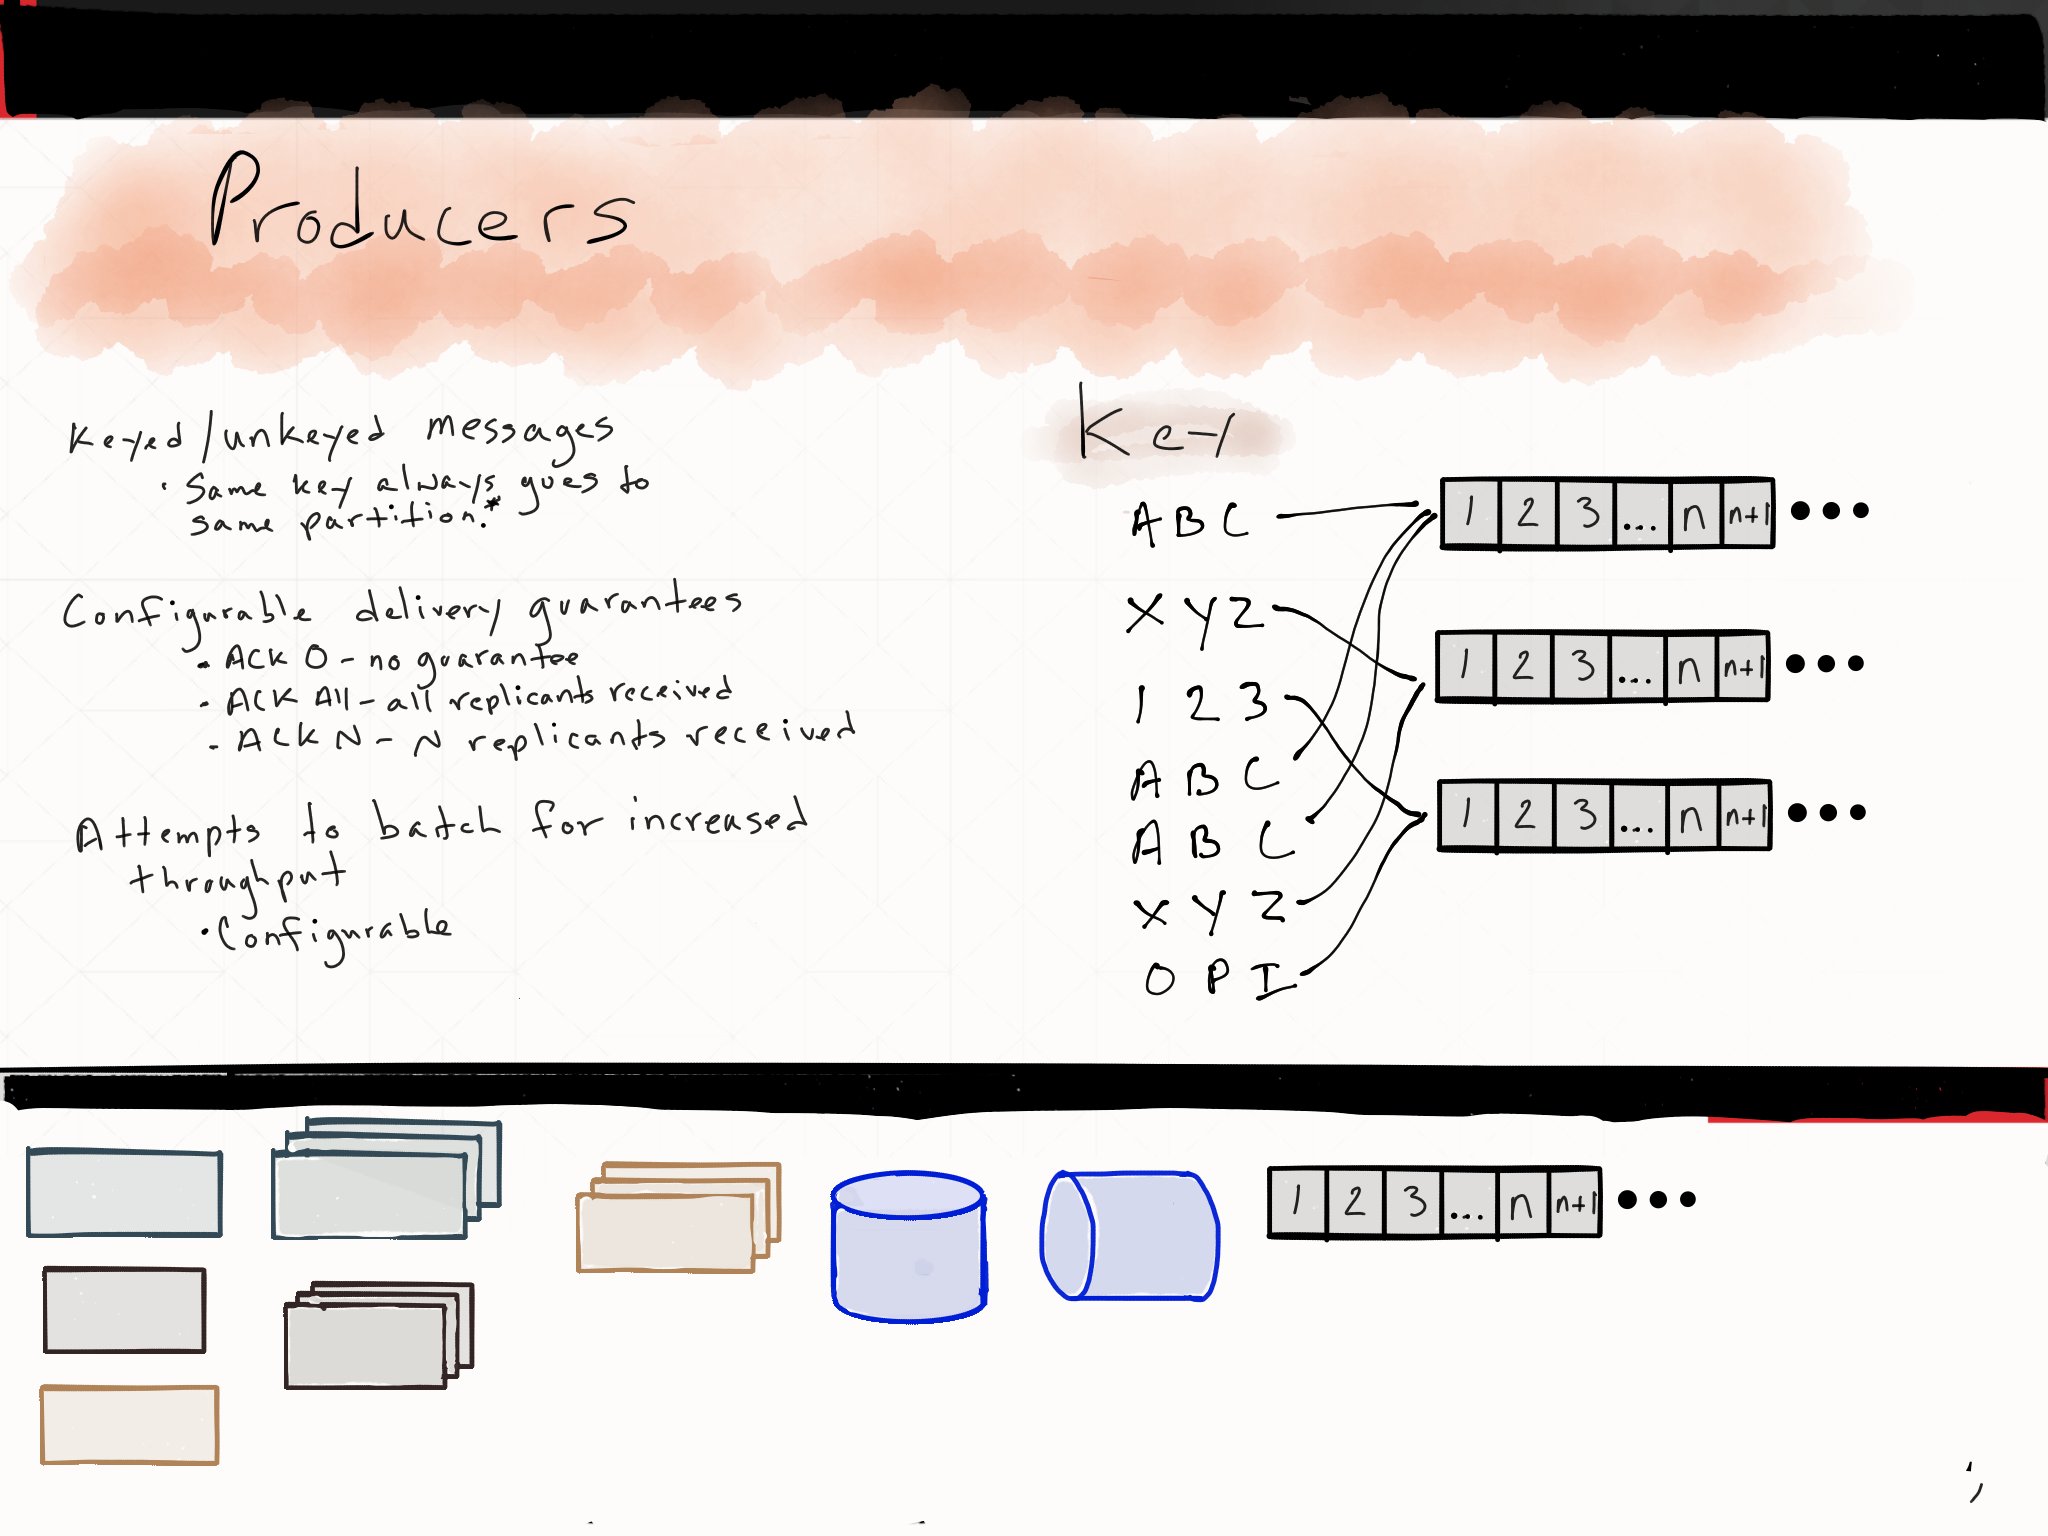 Producers
Keyed/unkeyed messages
· Same key always goes to
same partition.*
Configurable delivery guarantees
- ACK 0 - no guarantee
- ACK All - all replicants received
- ACK N - N replicants received
Attempts to batch for increased
throughput
· Configurable
Key
ABC
XYZ
123
ABC
ABC
XYZ
OPI
1 2 3 ... n n+1 •••
1 2 3 ... n n+1 •••
1 2 3 ... n n+1 •••
1 2 3 ... n n+1 •••